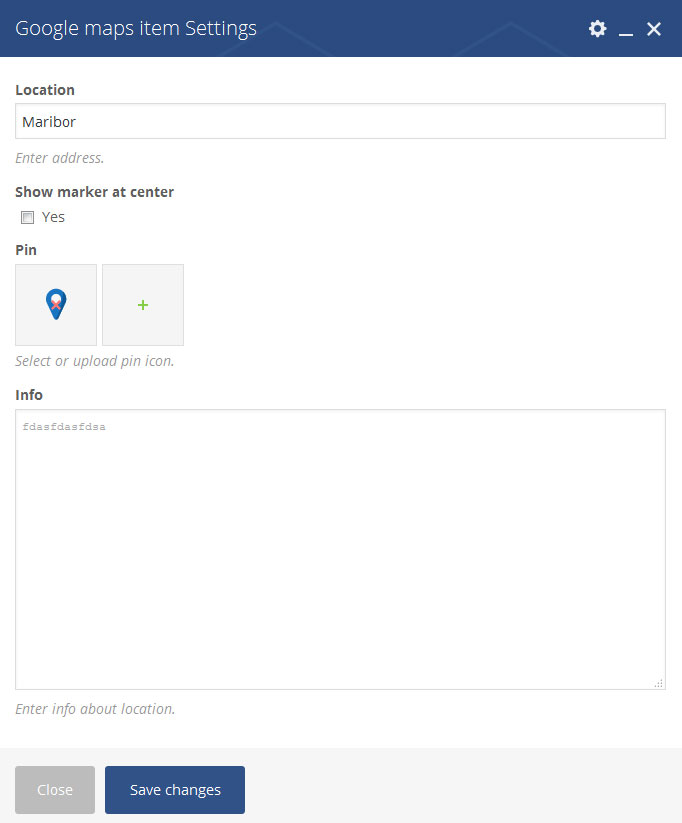 Google maps item Settings
Location
Maribor
Enter address.
Show marker at center
Yes
Pin
Select or upload pin icon.
Info
fdasfdasfdsa
Enter info about location.
Close
Save changes